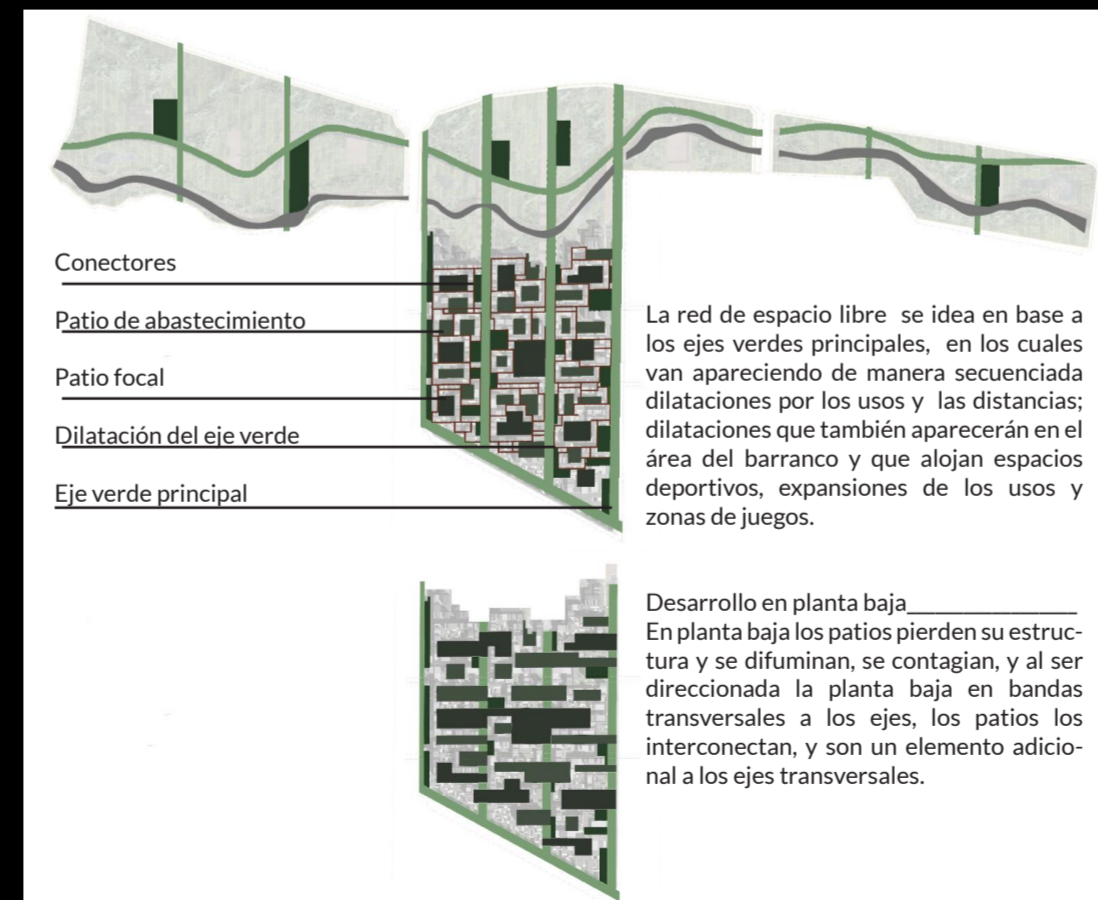 Conectores
Patio de abastecimiento
Patio focal
Dilatación del eje verde
Eje verde principal
La red de espacio libre se idea en base a
los ejes verdes principales, en los cuales
van apareciendo de manera secuenciada
dilataciones por los usos y las distancias;
dilataciones que también aparecerán en el
área del barranco y que alojan espacios
deportivos, expansiones de los usos y
zonas de juegos.
Desarrollo en planta baja_______________
En planta baja los patios pierden su estruc-
tura y se difuminan, se contagian, y al ser
direccionada la planta baja en bandas
transversales a los ejes, los patios los
interconectan, y son un elemento adicio-
nal a los ejes transversales.